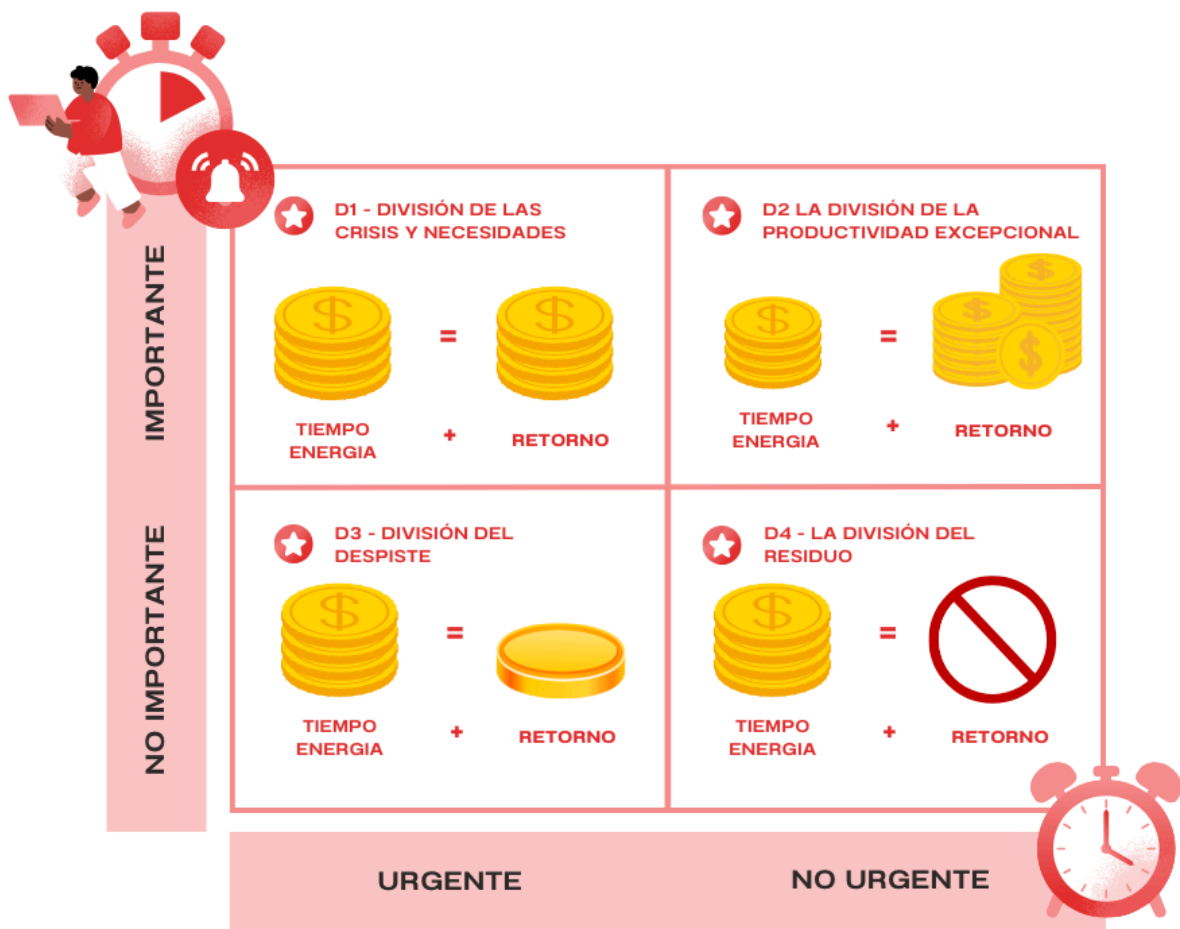 D1 - DIVISIÓN DE LAS
CRISIS Y NECESIDADES
TIEMPO
ENERGIA
+
RETORNO
=
D2 LA DIVISIÓN DE LA
PRODUCTIVIDAD EXCEPCIONAL
=
TIEMPO
ENERGIA
+
RETORNO
IMPORTANTE
D3 - DIVISIÓN DEL
DESPISTE
=
TIEMPO
ENERGIA
+
RETORNO
D4 - LA DIVISIÓN DEL
RESIDUO
=
TIEMPO
ENERGIA
+
RETORNO
NO IMPORTANTE
URGENTE
NO URGENTE